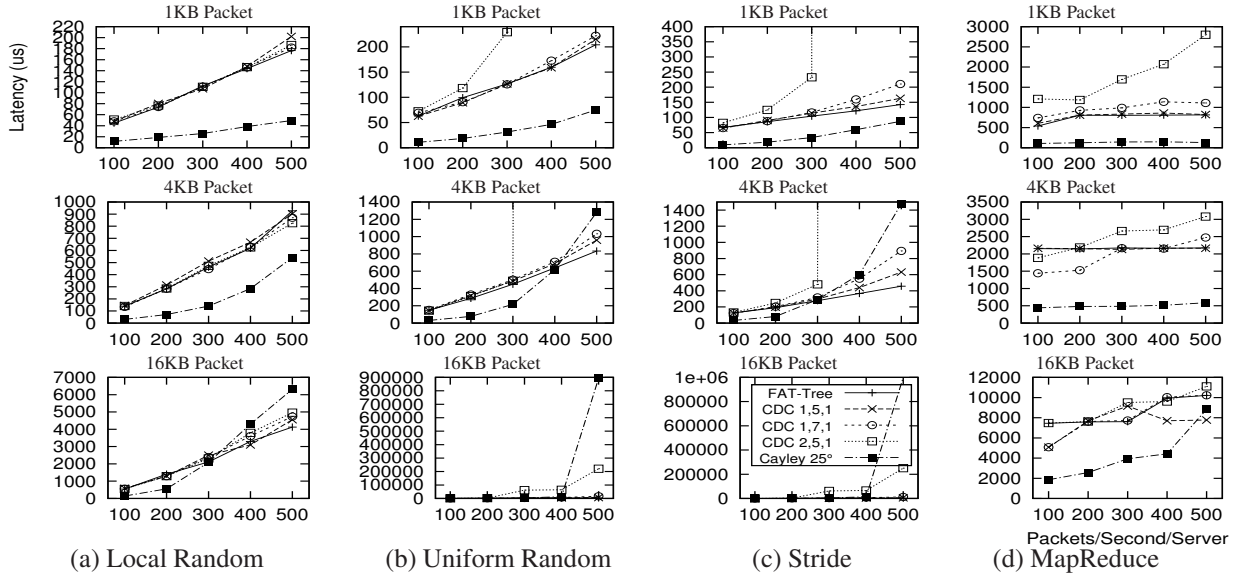 1KB Packet
1KB Packet
1KB Packet
1KB Packet
Latency (us)
220
200
180
160
140
120
100
80
60
40
20
0
100 200 300 400 500
200
150
100
50
0
100 200 300 400 500
400
350
300
250
200
150
100
50
0
100 200 300 400 500
3000
2500
2000
1500
1000
500
0
100 200 300 400 500
4KB Packet
4KB Packet
4KB Packet
4KB Packet
1000
900
800
700
600
500
400
300
200
100
0
100 200 300 400 500
1400
1200
1000
800
600
400
200
0
100 200 300 400 500
1400
1200
1000
800
600
400
200
0
100 200 300 400 500
3500
3000
2500
2000
1500
1000
500
0
100 200 300 400 500
16KB Packet
16KB Packet
16KB Packet
16KB Packet
7000
6000
5000
4000
3000
2000
1000
0
100 200 300 400 500
900000
800000
700000
600000
500000
400000
300000
200000
100000
0
100 200 300 400 500
1e+06
800000
600000
400000
200000
0
FAT-Tree
CDC 1,5,1
CDC 1,7,1
CDC 2,5,1
Cayley 25°
100 200 300 400 500
12000
10000
8000
6000
4000
2000
0
100 200 300 400 500
Packets/Second/Server
(a) Local Random
(b) Uniform Random
(c) Stride
(d) MapReduce